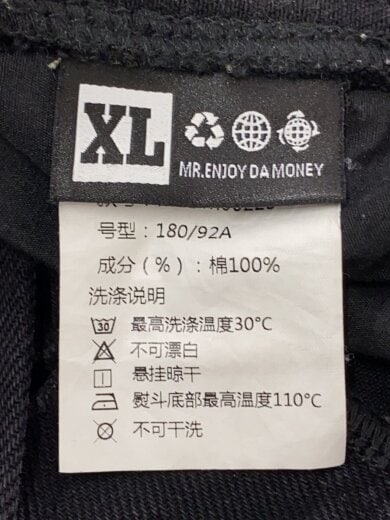 XL
MR.ENJOY DA MONEY
号型：180/92A
成分（%）：棉100%
洗涤说明
30
最高洗涤温度30°C
不可漂白
悬挂晾干
熨斗底部最高温度110°C
不可干洗